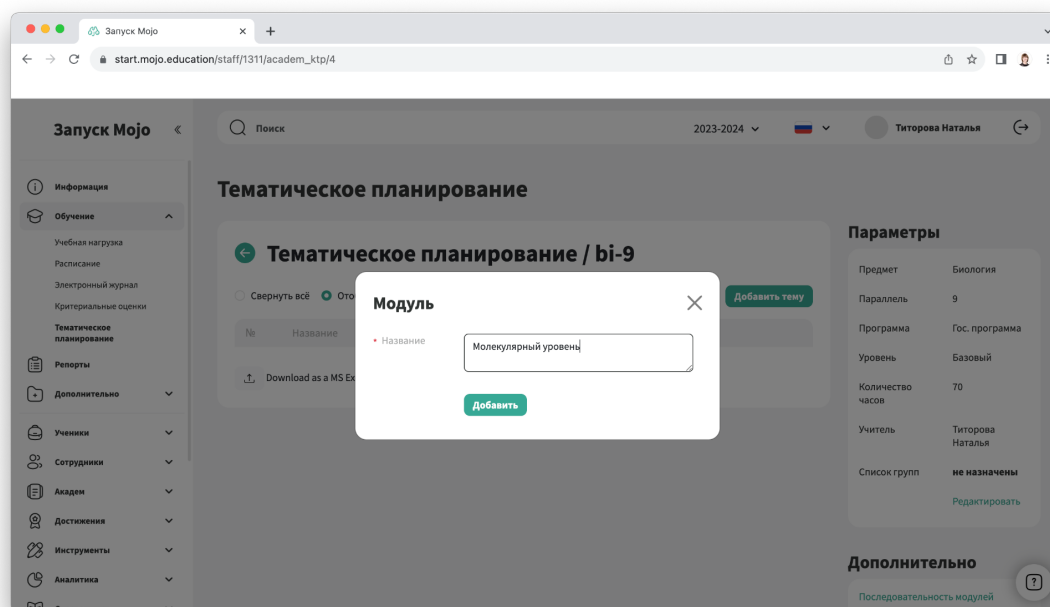 Запуск Mojo
start.mojo.education/staff/1311/academ_ktp/4
Запуск Mojo «
Поиск
2023-2024
Титорова Наталья
Информация
Обучение
Учебная нагрузка
Расписание
Электронный журнал
Критериальные оценки
Тематическое
планирование
Репорты
Дополнительно
Ученики
Сотрудники
Академ
Достижения
Инструменты
Аналитика
Тематическое планирование
Тематическое планирование / bi-9
Свернуть всё
Ото
Добавить тему
№ Название
Download as a MS Ex
Модуль
• Название
Молекулярный уровень
Добавить
Параметры
Предмет Биология
Параллель 9
Программа Гос. программа
Уровень Базовый
Количество 70
часов
Учитель Титорова
Наталья
Список групп не назначены
Редактировать
Дополнительно
?
Последовательность модулей